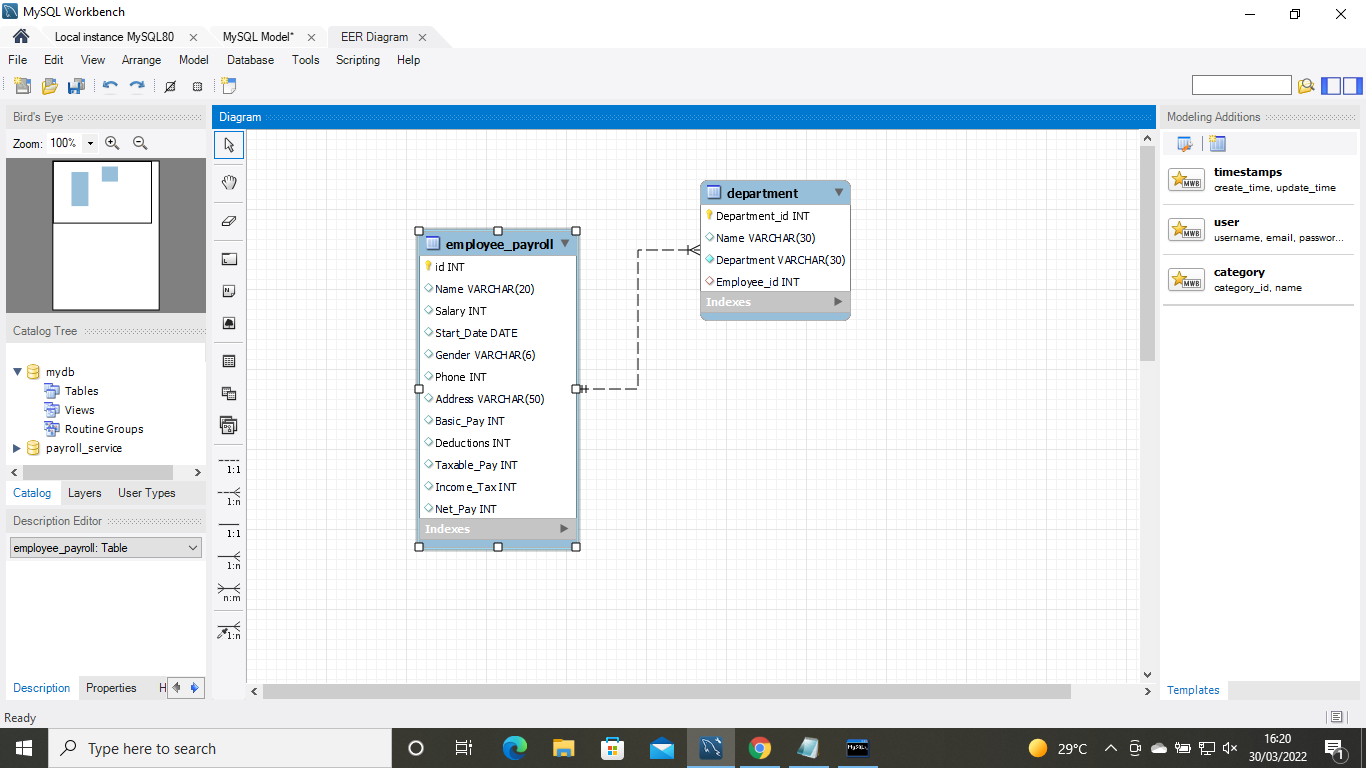 MySQL Workbench
Local instance MySQL80
MySQL Model*
EER Diagram
File Edit View Arrange Model Database Tools Scripting Help
Bird's Eye
Zoom: 100%
Catalog Tree
mydb
Tables
Views
Routine Groups
payroll_service
Catalog Layers User Types
Description Editor
employee_payroll: Table
Description Properties H
Diagram
1:1
1:n
1:1
1:n
n:m
1:n
employee_payroll
id INT
Name VARCHAR(20)
Salary INT
Start_Date DATE
Gender VARCHAR(6)
Phone INT
Address VARCHAR(50)
Basic_Pay INT
Deductions INT
Taxable_Pay INT
Income_Tax INT
Net_Pay INT
Indexes
department
Department_id INT
Name VARCHAR(30)
Department VARCHAR(30)
Employee_id INT
Indexes
Modeling Additions
MWB
timestamps
create_time, update_time
MWB
user
username, email, passwor...
MWB
category
category_id, name
Templates
Ready
Type here to search
MySQL
29°C
16:20
30/03/2022
1